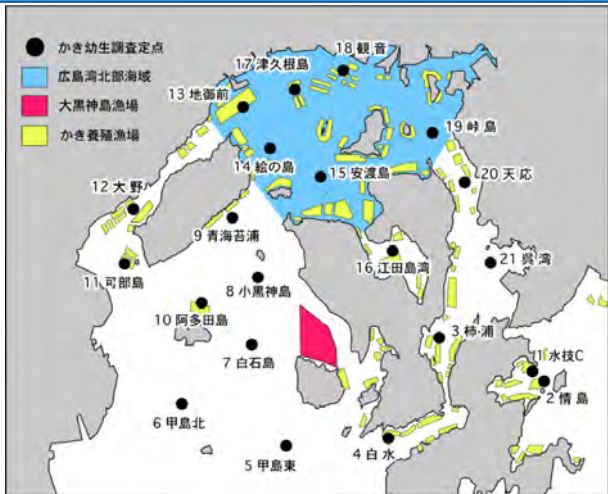 かき幼生調査定点
広島湾北部海域
大黒神島漁場
かき養殖漁場
18 観音
17 津久根島
13 地御前
19 峠島
14 絵の島
15 安渡島
20 天応
12 大野
9 青海苔浦
16 江田島湾
21 呉湾
11 可部島
8 小黒神島
10 阿多田島
3 柿浦
7 白石島
1 水技C
2 情島
6 甲島北
4 白水
5 甲島東